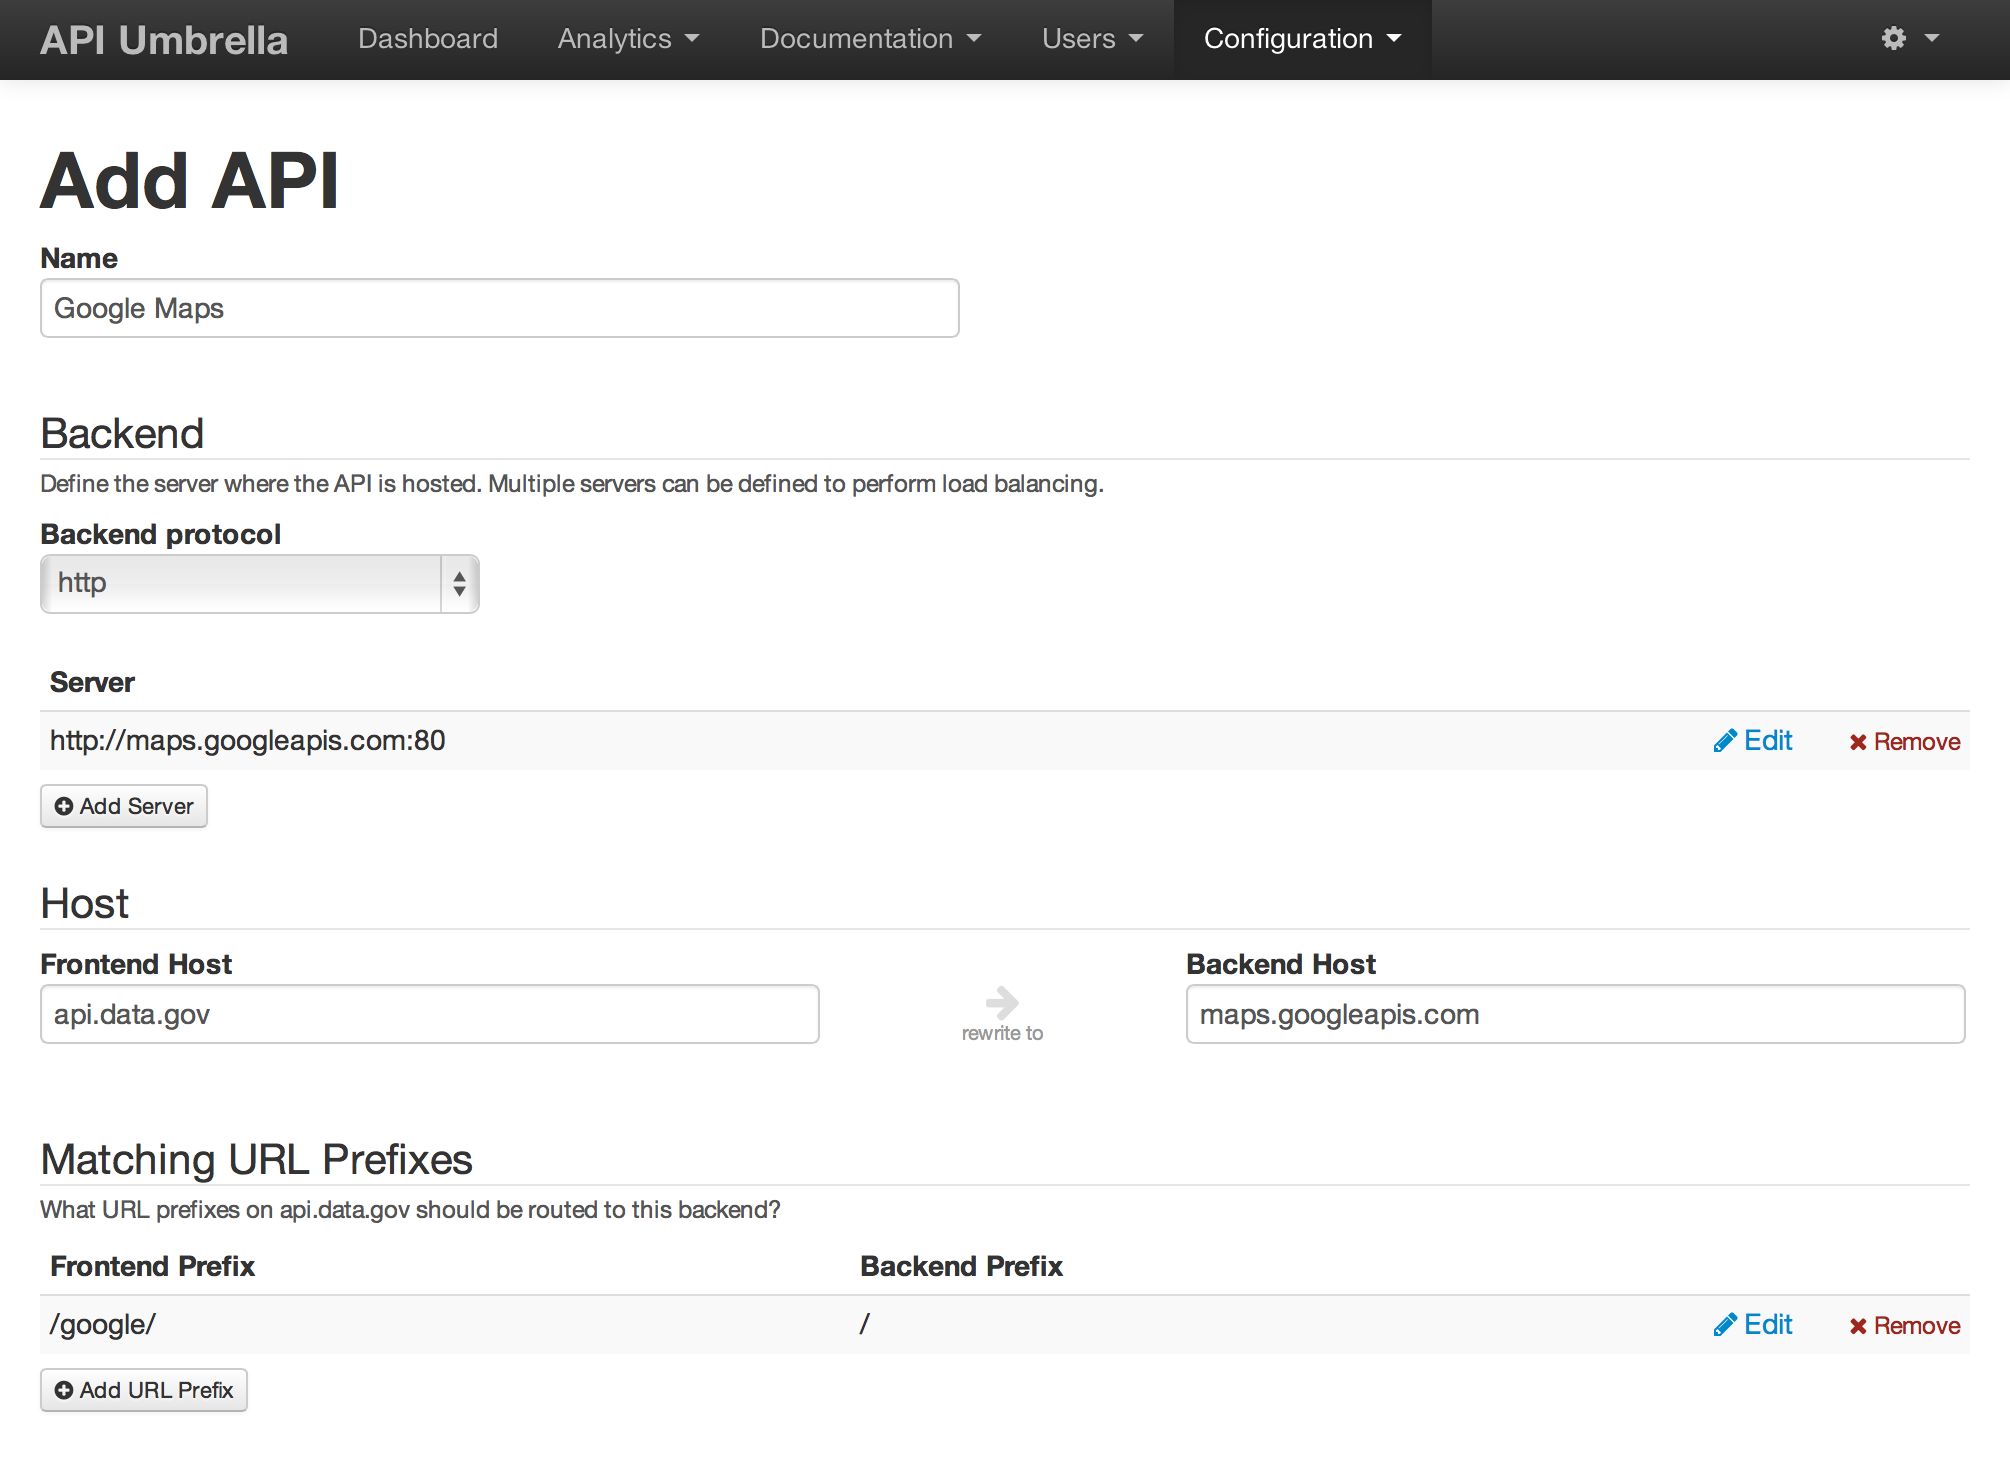 API Umbrella Dashboard Analytics Documentation Users Configuration
Add API
Name
Google Maps
Backend
Define the server where the API is hosted. Multiple servers can be defined to perform load balancing.
Backend protocol
http
Server
http://maps.googleapis.com:80 Edit Remove
Add Server
Host
Frontend Host Backend Host
api.data.gov rewrite to maps.googleapis.com
Matching URL Prefixes
What URL prefixes on api.data.gov should be routed to this backend?
Frontend Prefix Backend Prefix
/google/ / Edit Remove
Add URL Prefix